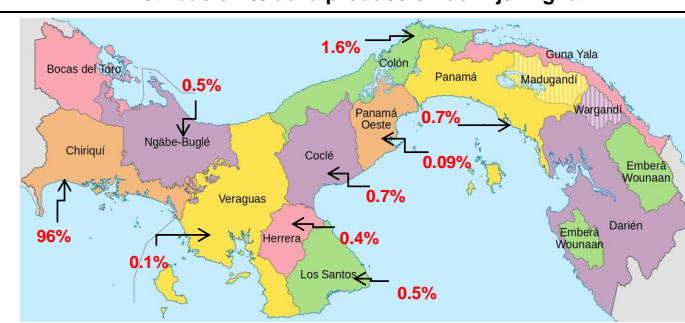 1.6%
Guna Yala
Colón
Bocas del Toro
Panamá
Madugandí
0.5%
Wargandí
Panamá
Oeste
0.7%
Ngäbe-Buglé
Chiriquí
Coclé
0.09%
Emberá
Wounaan
0.7%
Veraguas
Darién
96%
0.4%
Herrera
Emberá
Wounaan
0.1%
Los Santos
0.5%